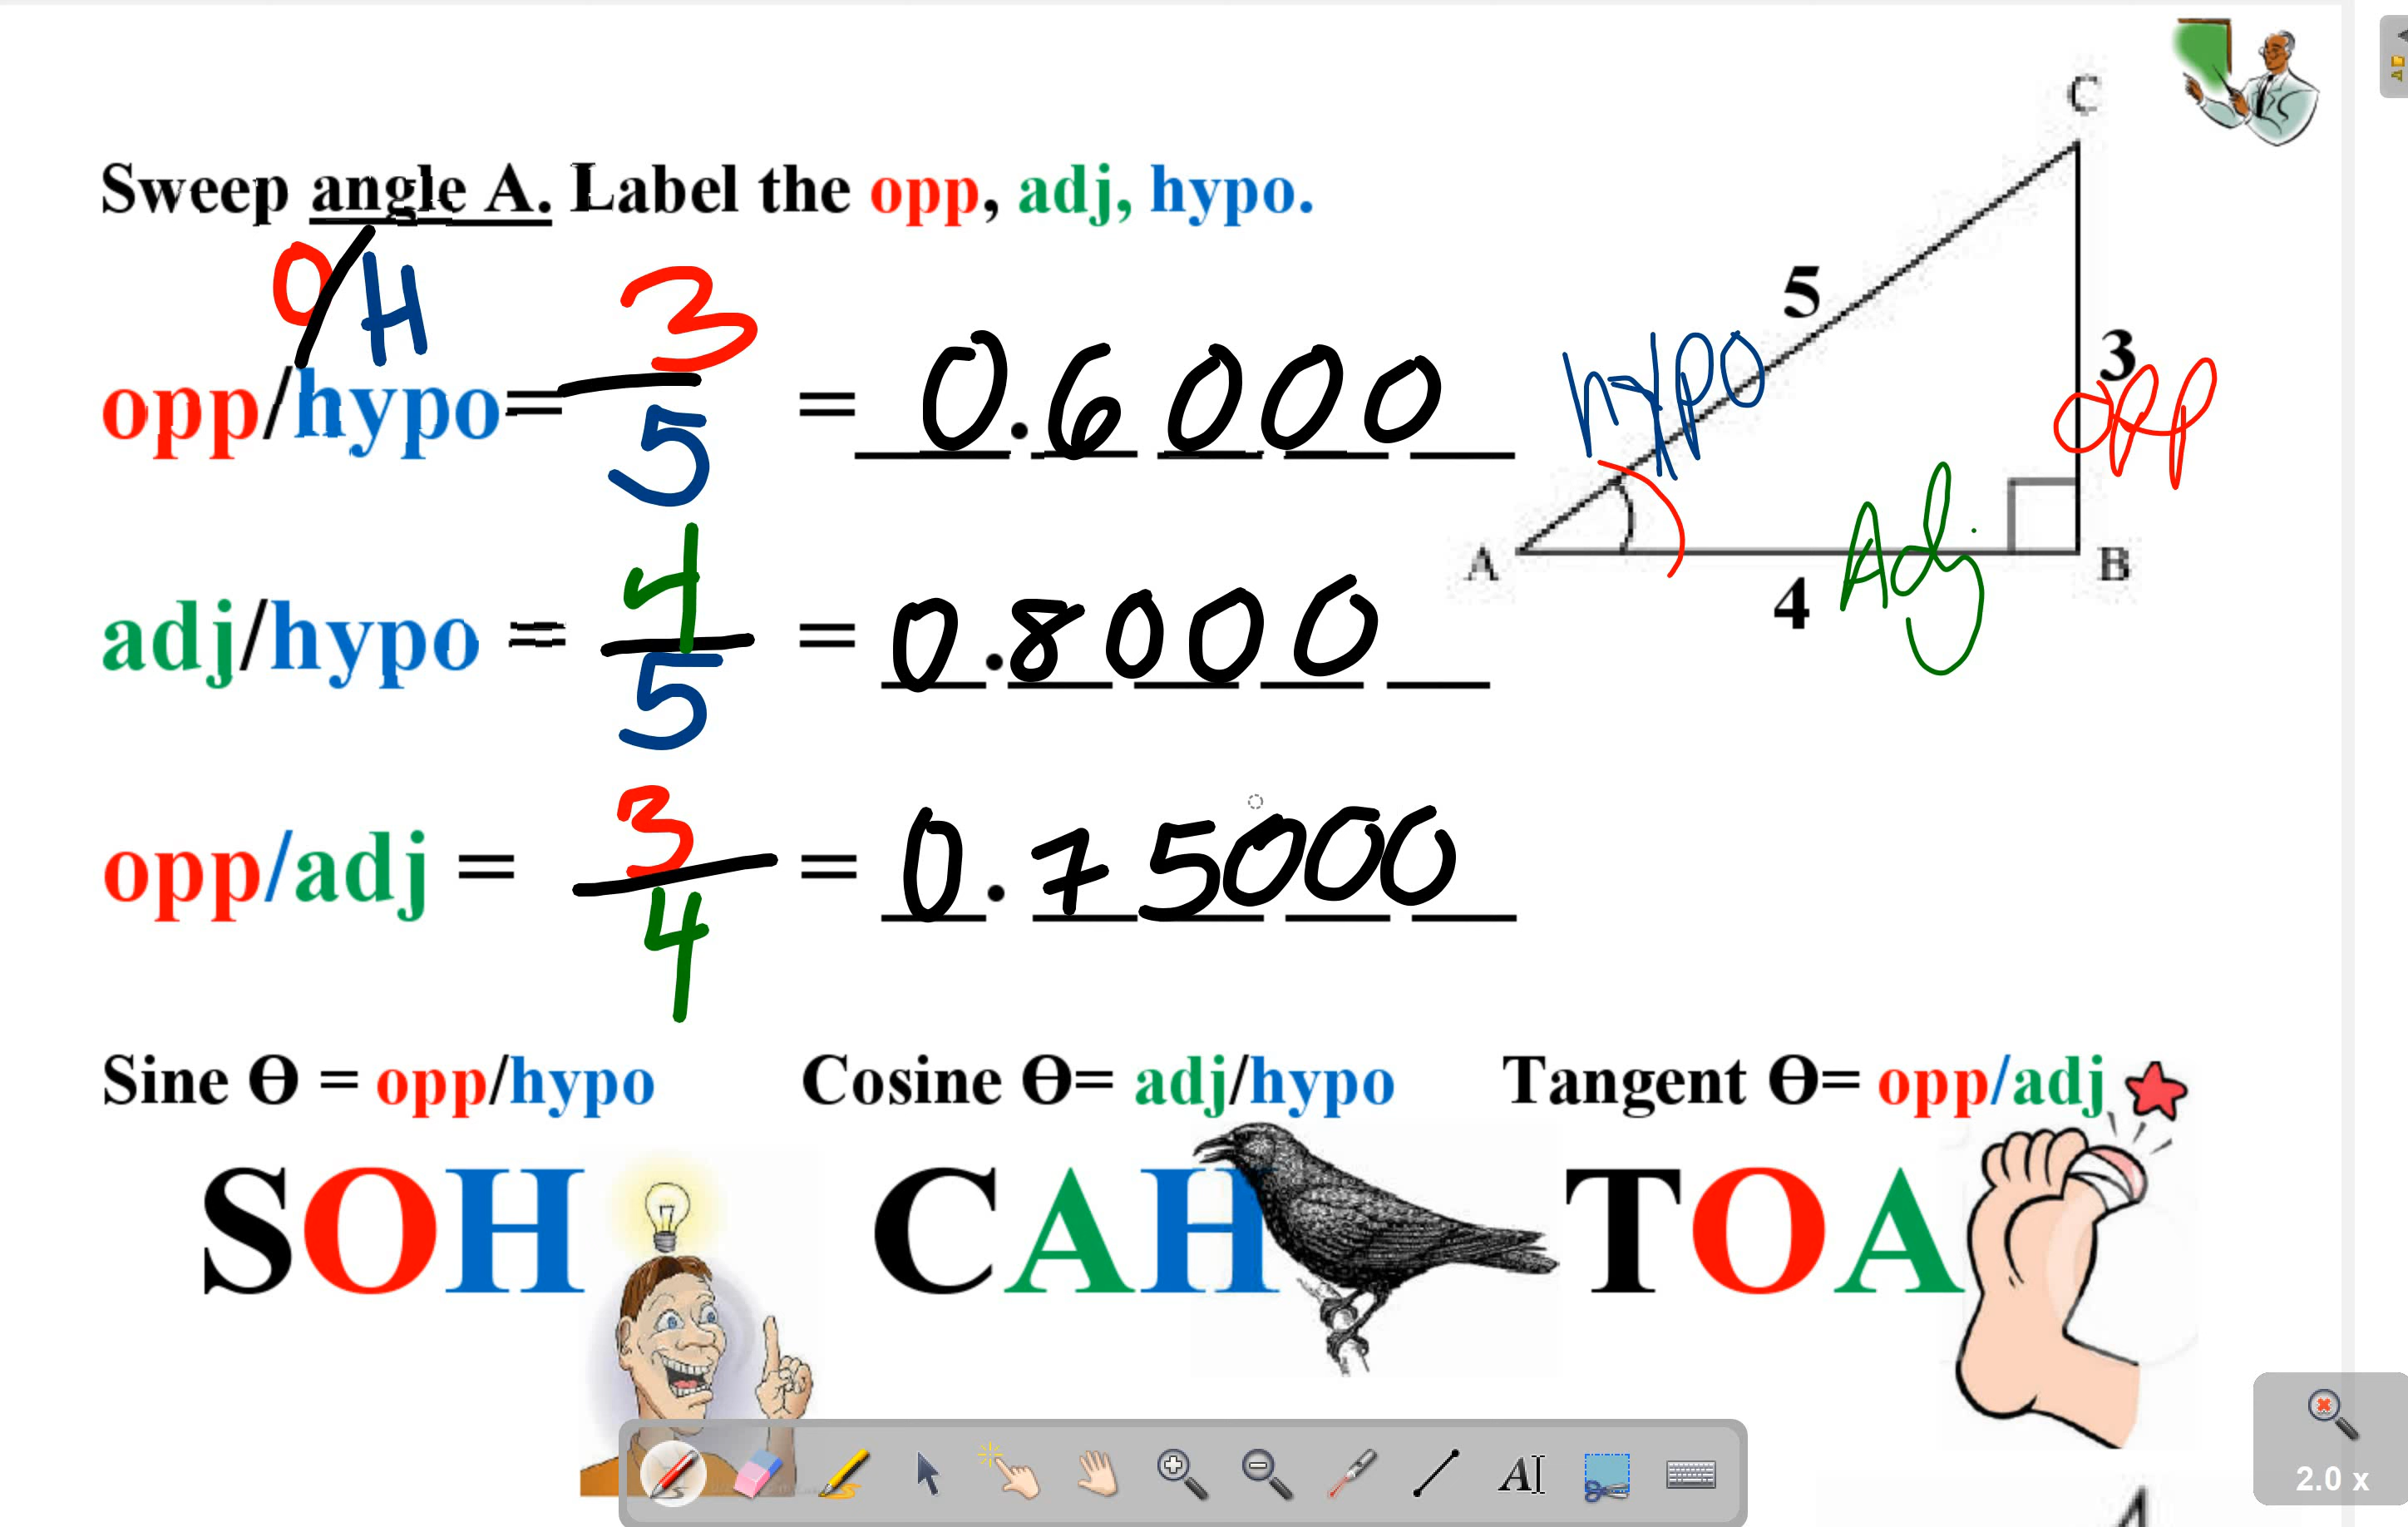 Sweep angle A. Label the opp, adj, hypo.
O/H
opp/hypo= 3/5 = 0.6000
adj/hypo = 4/5 = 0.8000
opp/adj = 3/4 = 0.75000
C
5
hypo
3
opp
A
4
Adj
B
Sine Θ = opp/hypo
Cosine Θ= adj/hypo
Tangent Θ= opp/adj
SOH
CAH
TOA
AI
2.0 x